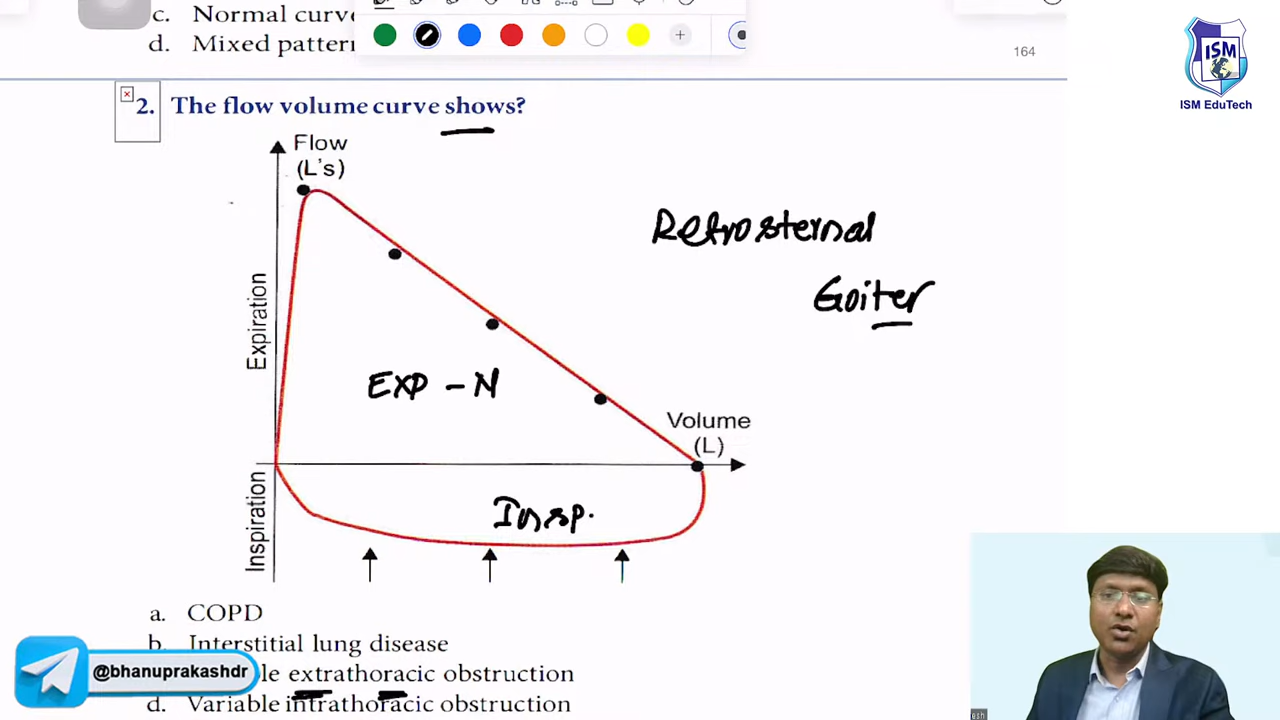 c. Normal curve
d. Mixed pattern
164
ISM
ISM EduTech
2. The flow volume curve shows?
Flow
(L's)
Retrosternal
Goiter
Expiration
EXP - N
Volume
(L)
Inspiration
Insp.
a. COPD
b. Interstitial lung disease
extrathoracic obstruction
d. Variable intrathoracic obstruction
@bhanuprakashdr